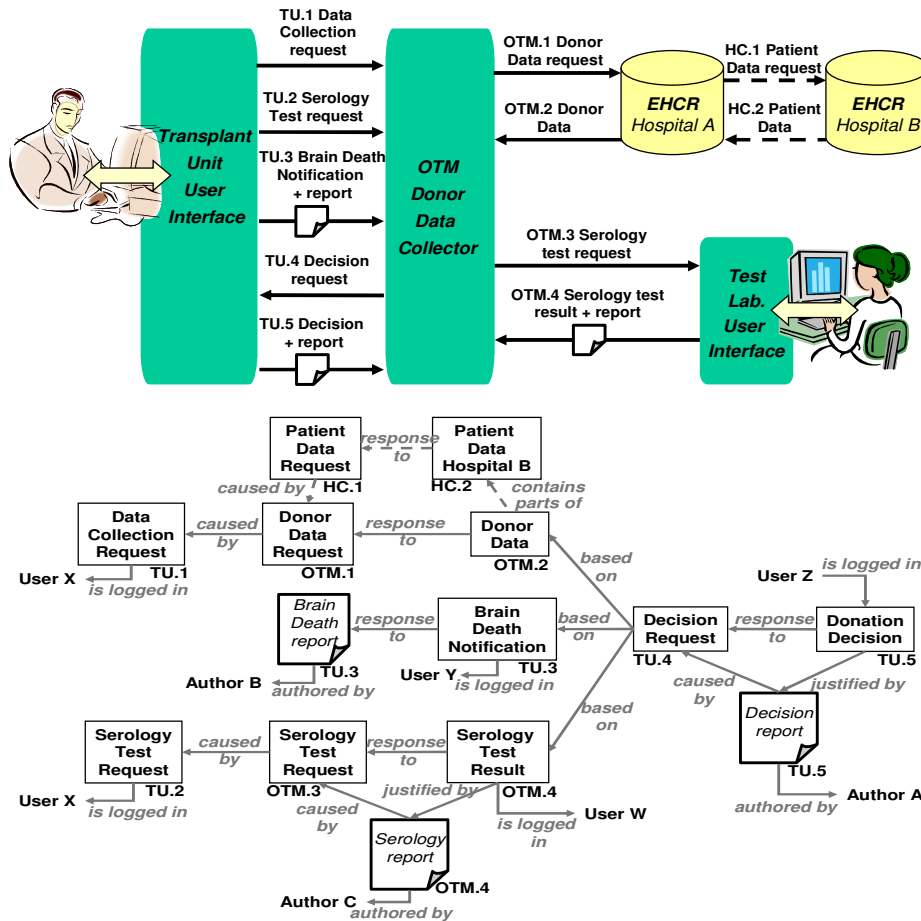 TU.1 Data
Collection
request
TU.2 Serology
Test request
TU.3 Brain Death
Notification
+ report
TU.4 Decision
request
TU.5 Decision
+ report
Transplant
Unit
User
Interface
OTM
Donor
Data
Collector
OTM.1 Donor
Data request
OTM.2 Donor
Data
EHCR
Hospital A
HC.1 Patient
Data request
HC.2 Patient
Data
EHCR
Hospital B
OTM.3 Serology
test request
OTM.4 Serology test
result + report
Test
Lab.
User
Interface
Patient
Data
Request
HC.1
response
to
Patient
Data
Hospital B
HC.2
caused by
contains
parts of
Data
Collection
Request
TU.1
caused
by
Donor
Data
Request
OTM.1
response
to
Donor
Data
OTM.2
User X
is logged in
based
on
User Z
is logged in
Brain
Death
report
TU.3
response
to
Brain
Death
Notification
TU.3
based
on
Decision
Request
TU.4
response
to
Donation
Decision
TU.5
Author B
authored by
User Y
is logged in
caused
by
justified by
based
on
Decision
report
TU.5
authored by
Author A
Serology
Test
Request
TU.2
caused
by
Serology
Test
Request
OTM.3
response
to
Serology
Test
Result
OTM.4
User X
is logged in
caused
by
justified by
is logged
in
User W
Serology
report
OTM.4
Author C
authored by